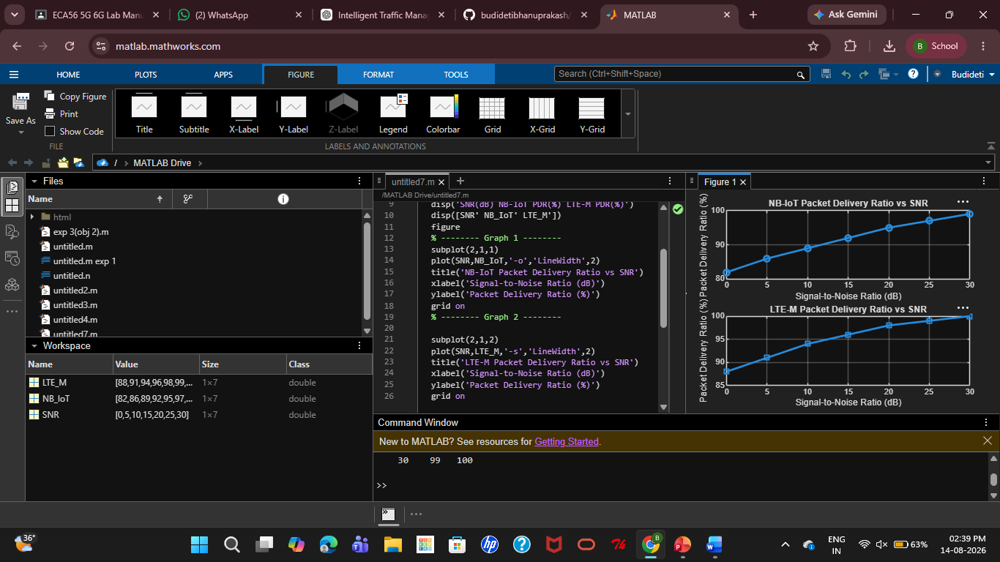 ECA56 5G 6G Lab Manu
(2) WhatsApp
Intelligent Traffic Mana
budidetibhanuprakash/
MATLAB
Ask Gemini
matlab.mathworks.com
B School
HOME PLOTS APPS FIGURE FORMAT TOOLS
Search (Ctrl+Shift+Space)
Budideti
Save As
Copy Figure
Print
Show Code
FILE
Title Subtitle X-Label Y-Label Z-Label Legend Colorbar Grid X-Grid Y-Grid
LABELS AND ANNOTATIONS
/ > MATLAB Drive >
Files
Name
html
exp 3(obj 2).m
untitled.m
untitled.m exp 1
untitled.n
untitled2.m
untitled3.m
untitled4.m
untitled7.m
Workspace
Name Value Size Class
LTE_M [88,91,94,96,98,99,... 1×7 double
NB_IoT [82,86,89,92,95,97,... 1×7 double
SNR [0,5,10,15,20,25,30] 1×7 double
untitled7.m
/MATLAB Drive/untitled7.m
9 disp('SNR(dB) NB-IoT PDR(%) LTE-M PDR(%)')
10 disp([SNR' NB_IoT' LTE_M'])
11 figure
12 % -------- Graph 1 --------
13 subplot(2,1,1)
14 plot(SNR,NB_IoT,'-o','LineWidth',2)
15 title('NB-IoT Packet Delivery Ratio vs SNR')
16 xlabel('Signal-to-Noise Ratio (dB)')
17 ylabel('Packet Delivery Ratio (%)')
18 grid on
19 % -------- Graph 2 --------
20
21 subplot(2,1,2)
22 plot(SNR,LTE_M,'-s','LineWidth',2)
23 title('LTE-M Packet Delivery Ratio vs SNR')
24 xlabel('Signal-to-Noise Ratio (dB)')
25 ylabel('Packet Delivery Ratio (%)')
26 grid on
Figure 1
NB-IoT Packet Delivery Ratio vs SNR
Packet Delivery Ratio (%)
100
90
80
0 5 10 15 20 25 30
Signal-to-Noise Ratio (dB)
LTE-M Packet Delivery Ratio vs SNR
Packet Delivery Ratio (%)
100
95
90
85
0 5 10 15 20 25 30
Signal-to-Noise Ratio (dB)
Command Window
New to MATLAB? See resources for Getting Started.
30 99 100
>>
36°
ENG
IN
63%
02:39 PM
14-08-2026